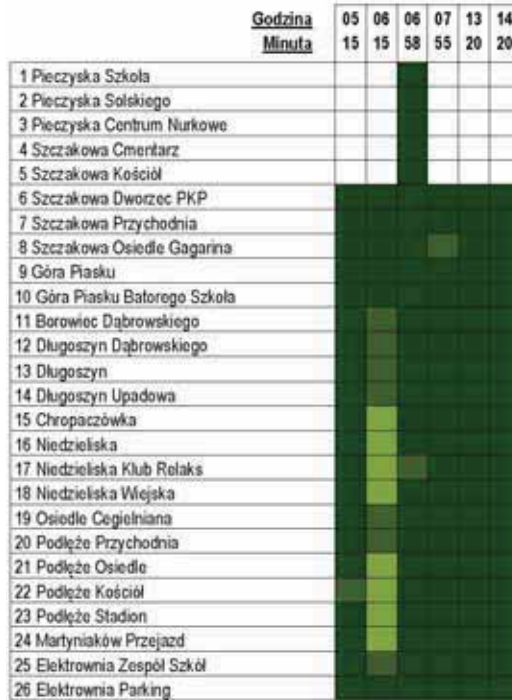 Godzina 05 06 06 07 13 14
Minuta 15 15 58 55 20 20
1 Pieczyska Szkoła
2 Pieczyska Solskiego
3 Pieczyska Centrum Nurkowe
4 Szczakowa Cmentarz
5 Szczakowa Kościół
6 Szczakowa Dworzec PKP
7 Szczakowa Przychodnia
8 Szczakowa Osiedle Gagarina
9 Góra Piasku
10 Góra Piasku Batorego Szkoła
11 Borowiec Dąbrowskiego
12 Długoszyn Dąbrowskiego
13 Długoszyn
14 Długoszyn Upadowa
15 Chropaczówka
16 Niedzieliska
17 Niedzieliska Klub Relaks
18 Niedzieliska Wiejska
19 Osiedle Cegielniana
20 Podłęże Przychodnia
21 Podłęże Osiedle
22 Podłęże Kościół
23 Podłęże Stadion
24 Martyniaków Przejazd
25 Elektrownia Zespół Szkół
26 Elektrownia Parking